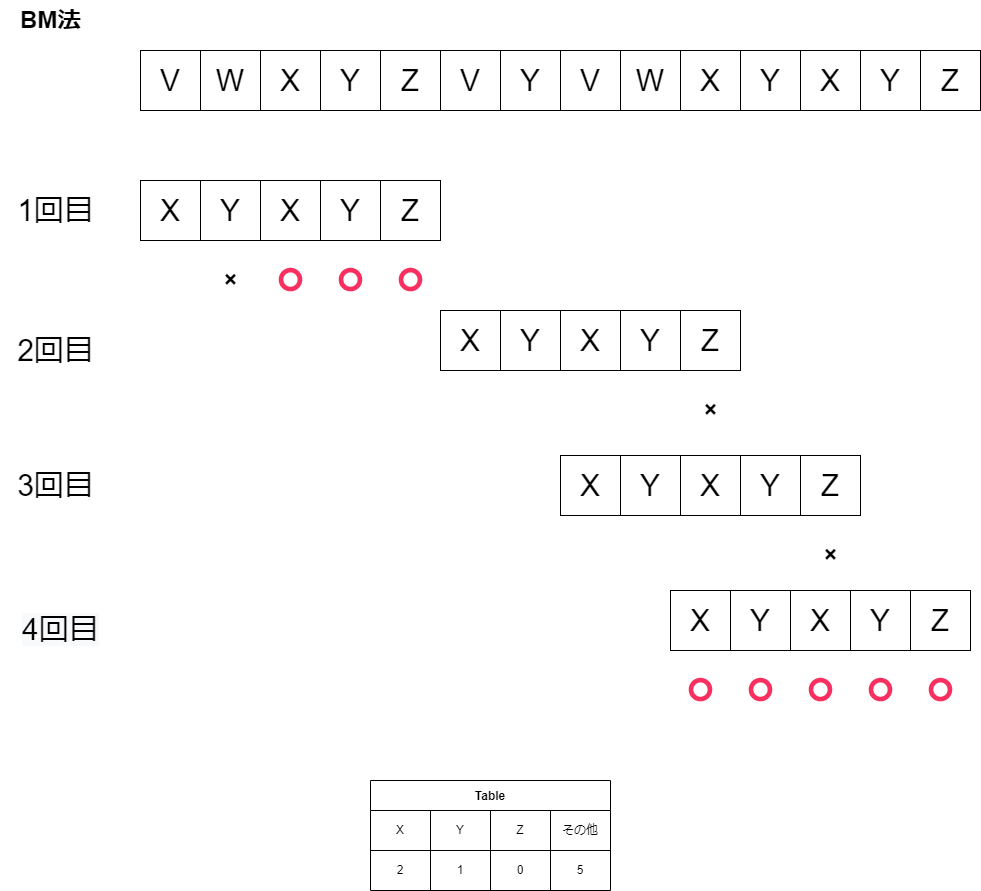 BM法
V W X Y Z V Y V W X Y X Y Z
1回目 X Y X Y Z
× ○ ○ ○
2回目 X Y X Y Z
×
3回目 X Y X Y Z
×
4回目 X Y X Y Z
○ ○ ○ ○ ○
Table
X Y Z その他
2 1 0 5